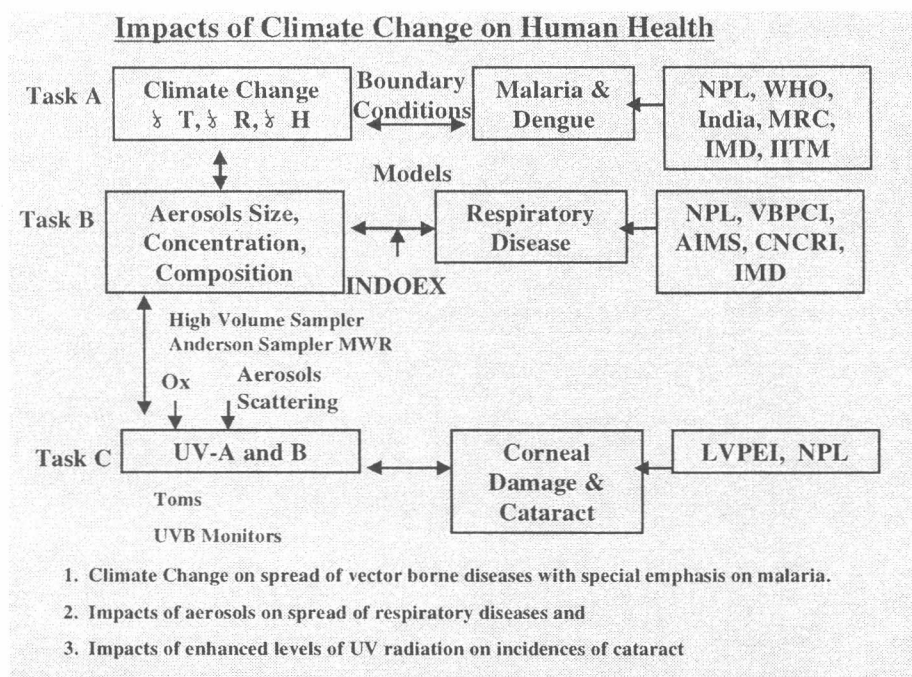 Impacts of Climate Change on Human Health
Task A
Climate Change
T, R, H
Boundary
Conditions
Malaria &
Dengue
NPL, WHO,
India, MRC,
IMD, IITM
Models
Task B
Aerosols Size,
Concentration,
Composition
Respiratory
Disease
NPL, VBPCI,
AIMS, CNCRI,
IMD
INDOEX
High Volume Sampler
Anderson Sampler MWR
Ox
Aerosols
Scattering
Task C
UV-A and B
Corneal
Damage &
Cataract
LVPEI, NPL
Toms
UVB Monitors
1. Climate Change on spread of vector borne diseases with special emphasis on malaria.
2. Impacts of aerosols on spread of respiratory diseases and
3. Impacts of enhanced levels of UV radiation on incidences of cataract